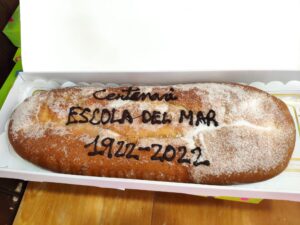 Centenari
ESCOLA DEL MAR
1922-2022